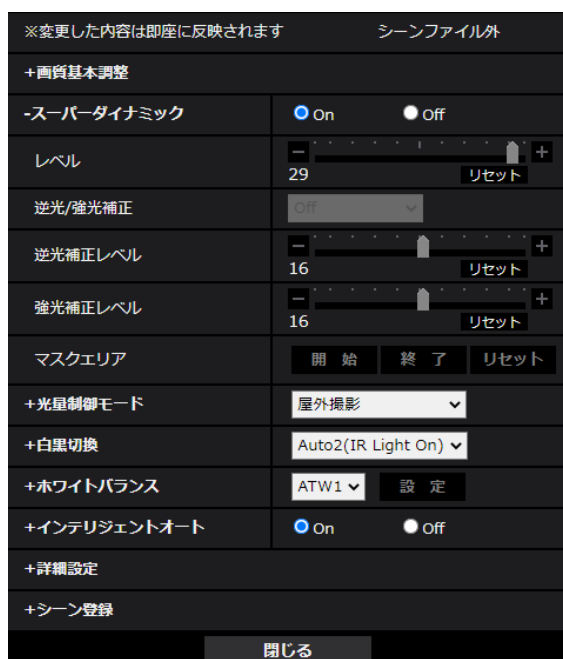 ※変更した内容は即座に反映されます シーンファイル外
+画質基本調整
-スーパーダイナミック On Off
レベル - +
29 リセット
逆光/強光補正 Off
逆光補正レベル - +
16 リセット
強光補正レベル - +
16 リセット
マスクエリア 開 始 終 了 リセット
+光量制御モード 屋外撮影
+白黒切換 Auto2(IR Light On)
+ホワイトバランス ATW1 設 定
+インテリジェントオート On Off
+詳細設定
+シーン登録
閉じる